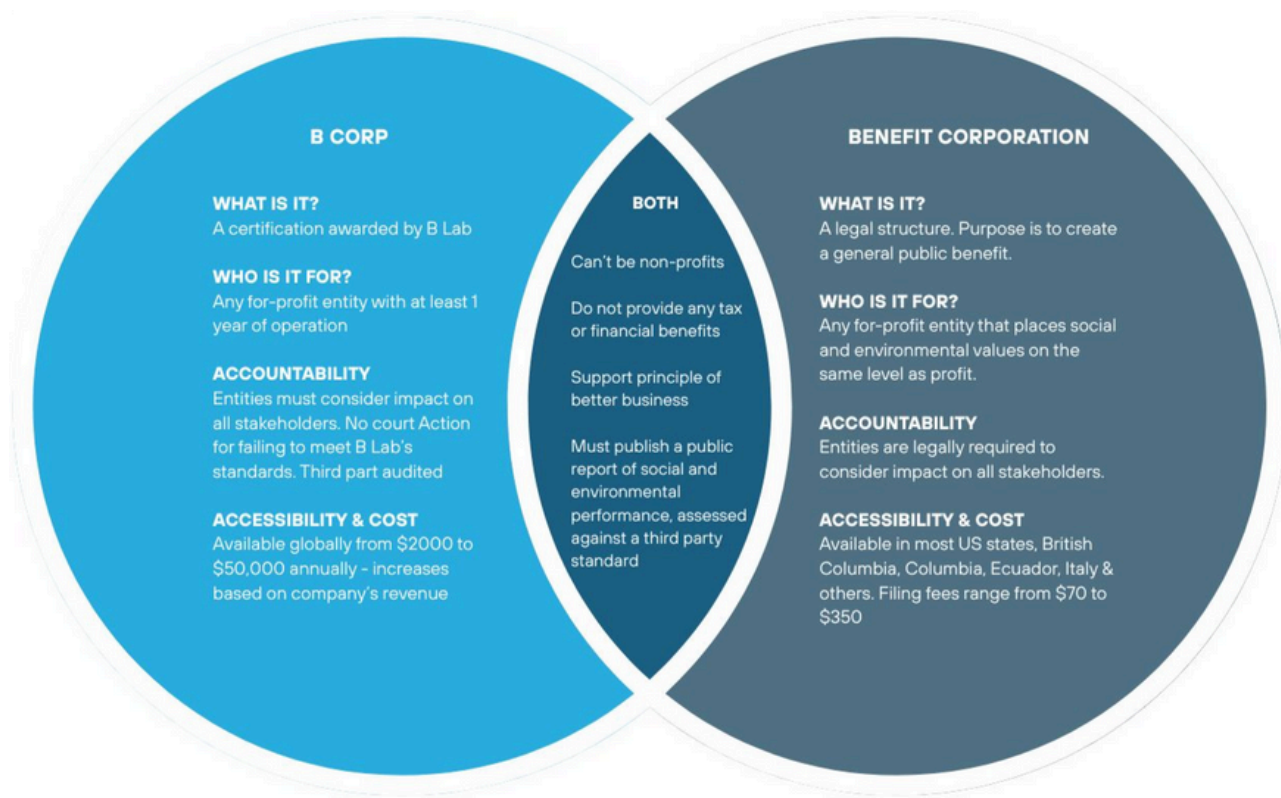 B CORP
WHAT IS IT?
A certification awarded by B Lab
WHO IS IT FOR?
Any for-profit entity with at least 1
year of operation
ACCOUNTABILITY
Entities must consider impact on
all stakeholders. No court Action
for failing to meet B Lab's
standards. Third part audited
ACCESSIBILITY & COST
Available globally from $2000 to
$50,000 annually - increases
based on company's revenue
BOTH
Can't be non-profits
Do not provide any tax
or financial benefits
Support principle of
better business
Must publish a public
report of social and
environmental
performance, assessed
against a third party
standard
BENEFIT CORPORATION
WHAT IS IT?
A legal structure. Purpose is to create
a general public benefit.
WHO IS IT FOR?
Any for-profit entity that places social
and environmental values on the
same level as profit.
ACCOUNTABILITY
Entities are legally required to
consider impact on all stakeholders.
ACCESSIBILITY & COST
Available in most US states, British
Columbia, Columbia, Ecuador, Italy &
others. Filing fees range from $70 to
$350